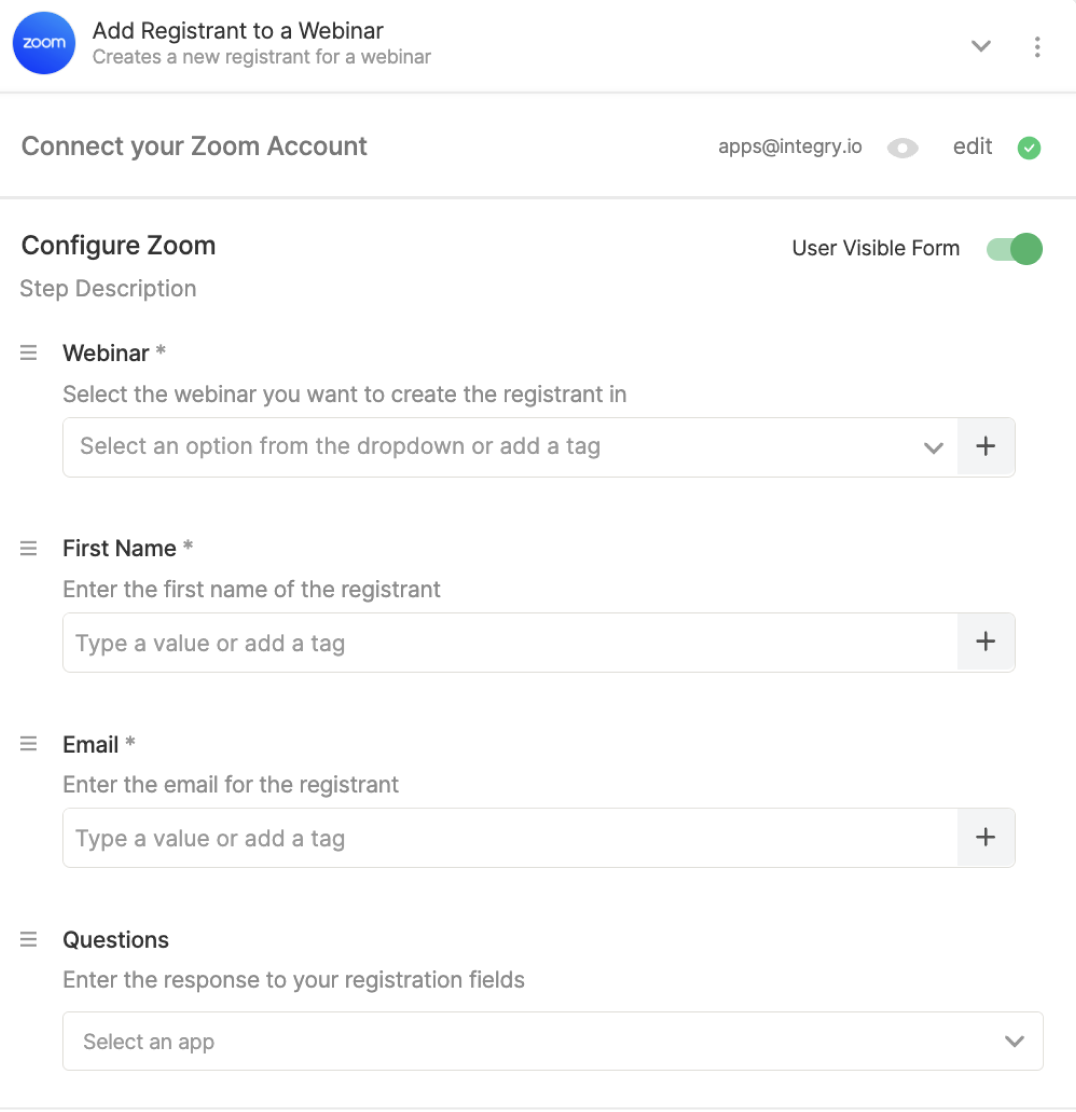 zoom
Add Registrant to a Webinar
Creates a new registrant for a webinar
Connect your Zoom Account
apps@integry.io
edit
Configure Zoom
User Visible Form
Step Description
Webinar *
Select the webinar you want to create the registrant in
Select an option from the dropdown or add a tag
+
First Name *
Enter the first name of the registrant
Type a value or add a tag
+
Email *
Enter the email for the registrant
Type a value or add a tag
+
Questions
Enter the response to your registration fields
Select an app